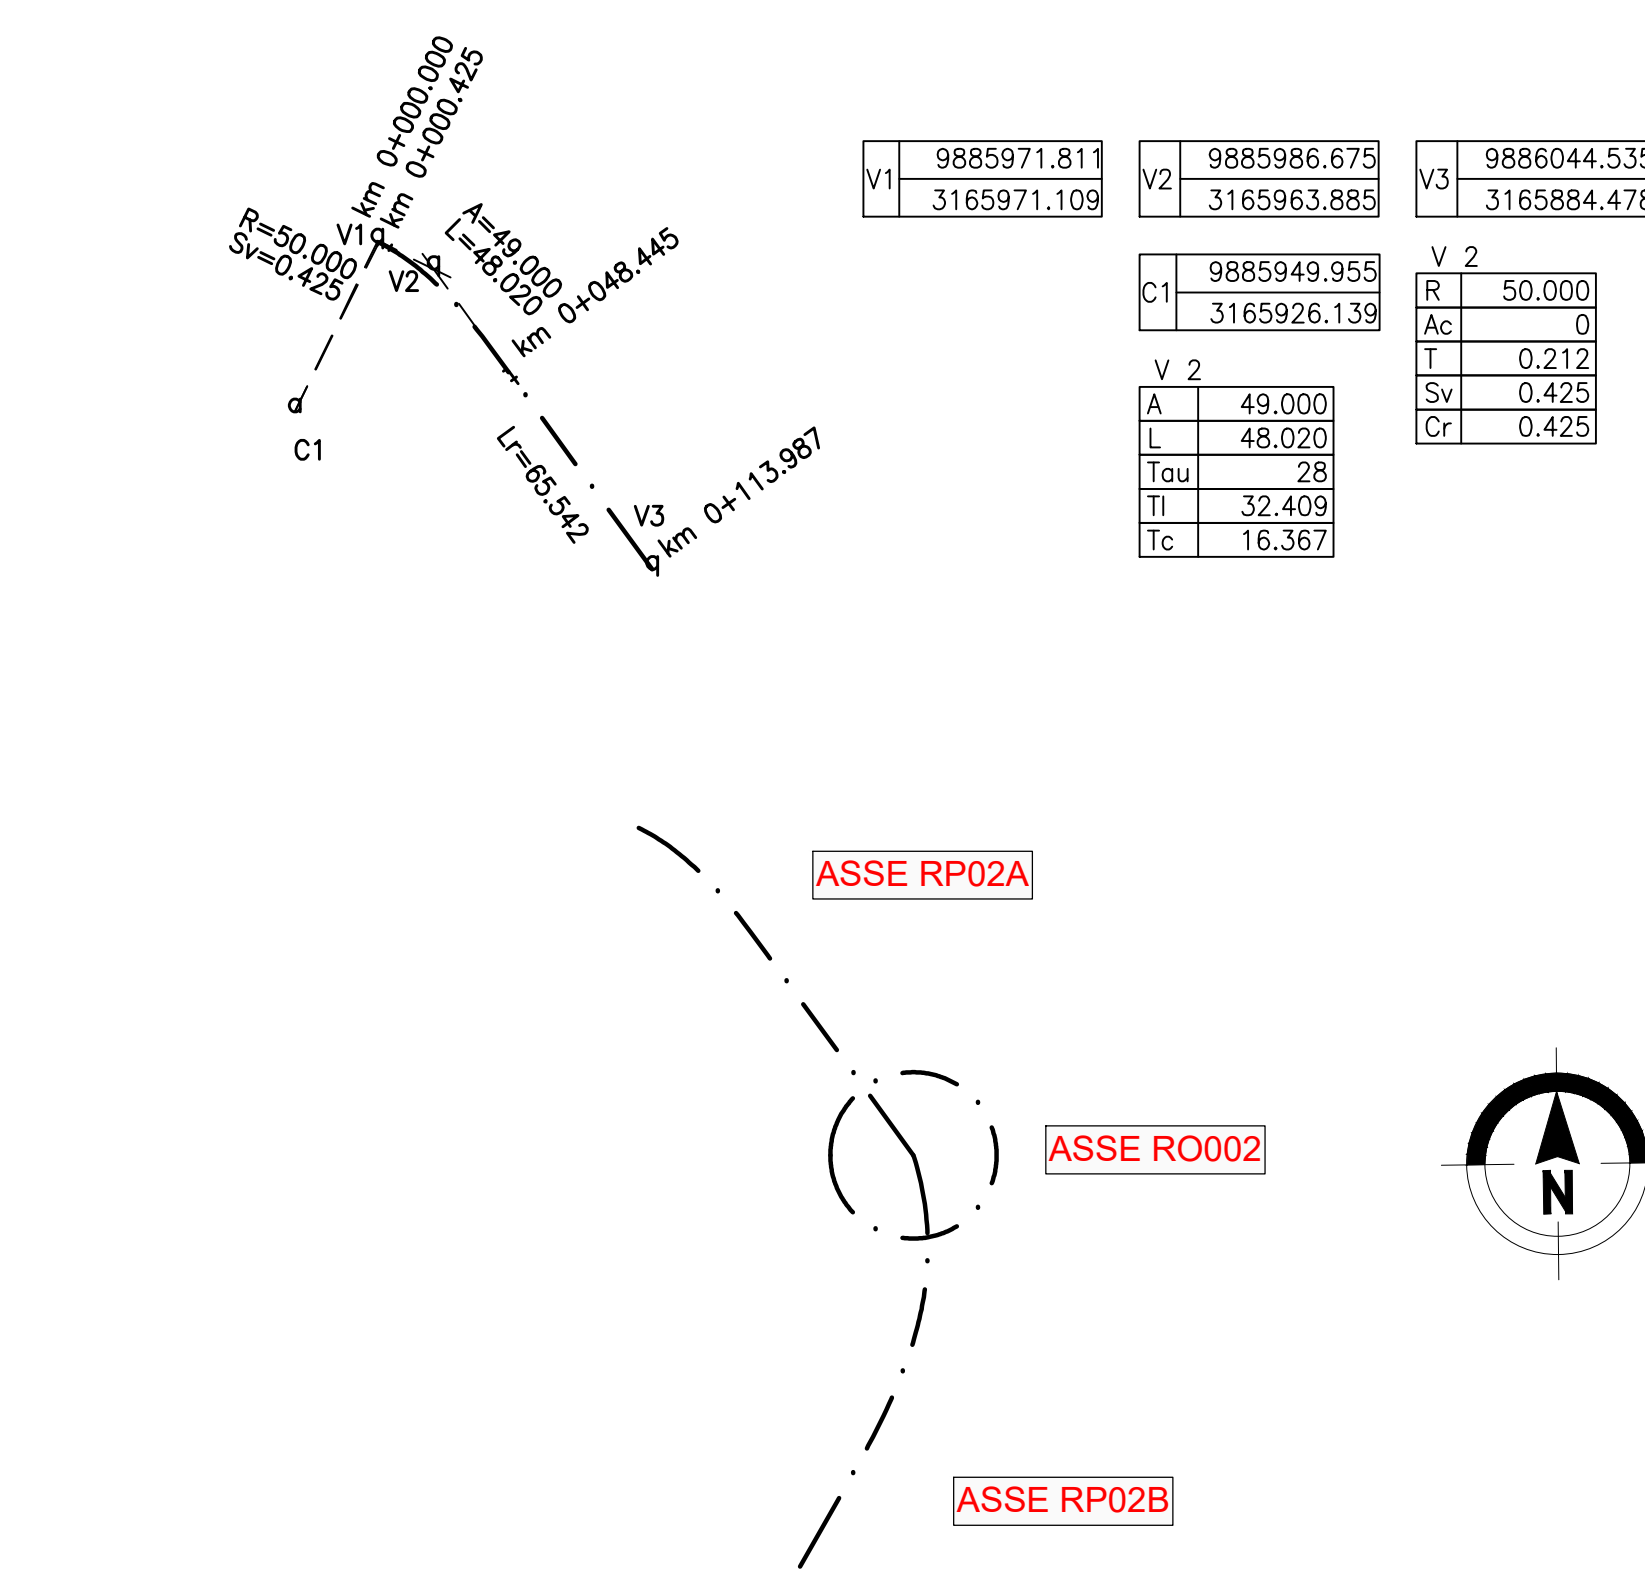 km 0+000.000
km 0+000.425
R=50.000
Sv=0.425
V1
V2
A=49.000
L=48.020
km 0+048.445
C1
Lr=65.542
V3
km 0+113.987
V1 9885971.811
3165971.109
V2 9885986.675
3165963.885
V3 9886044.535
3165884.478
C1 9885949.955
3165926.139
V 2
R 50.000
Ac 0
T 0.212
Sv 0.425
Cr 0.425
V 2
A 49.000
L 48.020
Tau 28
Tl 32.409
Tc 16.367
ASSE RP02A
ASSE RO002
N
ASSE RP02B